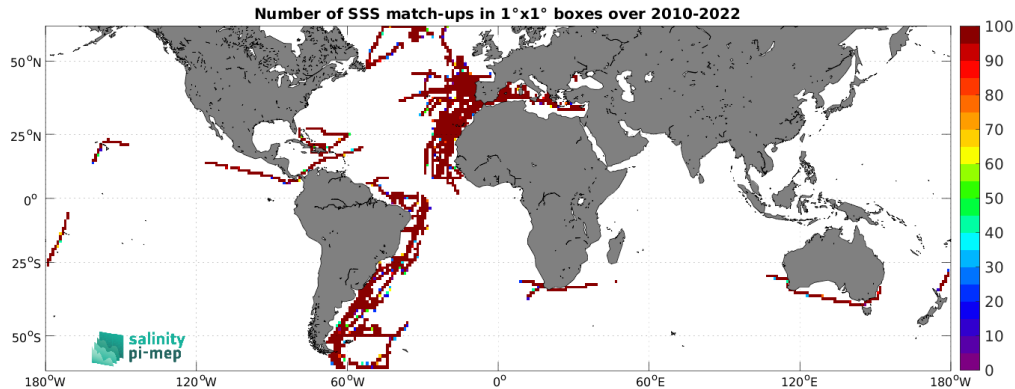 Number of SSS match-ups in 1°x1° boxes over 2010-2022
100
90
80
70
60
50
40
30
20
10
0
50°N
25°N
0°
25°S
50°S
salinity
pi-mep
180°W
120°W
60°W
0°
60°E
120°E
180°W